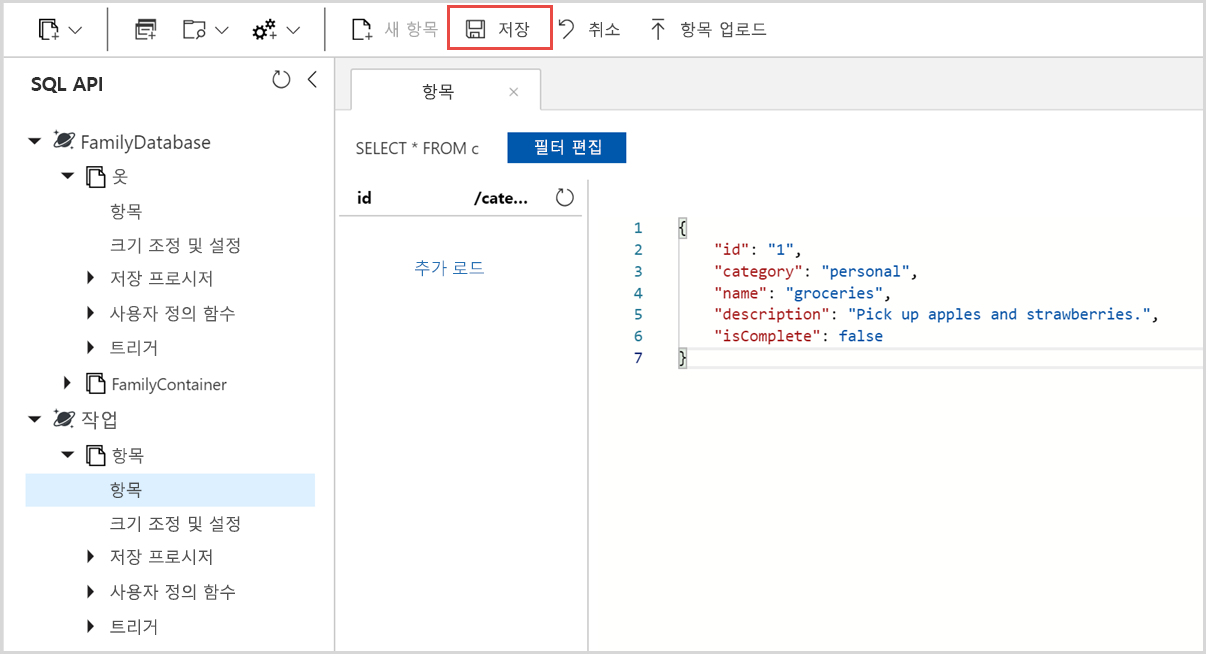 새 항목 저장 취소 항목 업로드
SQL API
FamilyDatabase
옷
항목
크기 조정 및 설정
저장 프로시저
사용자 정의 함수
트리거
FamilyContainer
작업
항목
항목
크기 조정 및 설정
저장 프로시저
사용자 정의 함수
트리거
항목
SELECT * FROM c 필터 편집
id /cate...
추가 로드
1 {
2 "id": "1",
3 "category": "personal",
4 "name": "groceries",
5 "description": "Pick up apples and strawberries.",
6 "isComplete": false
7 }